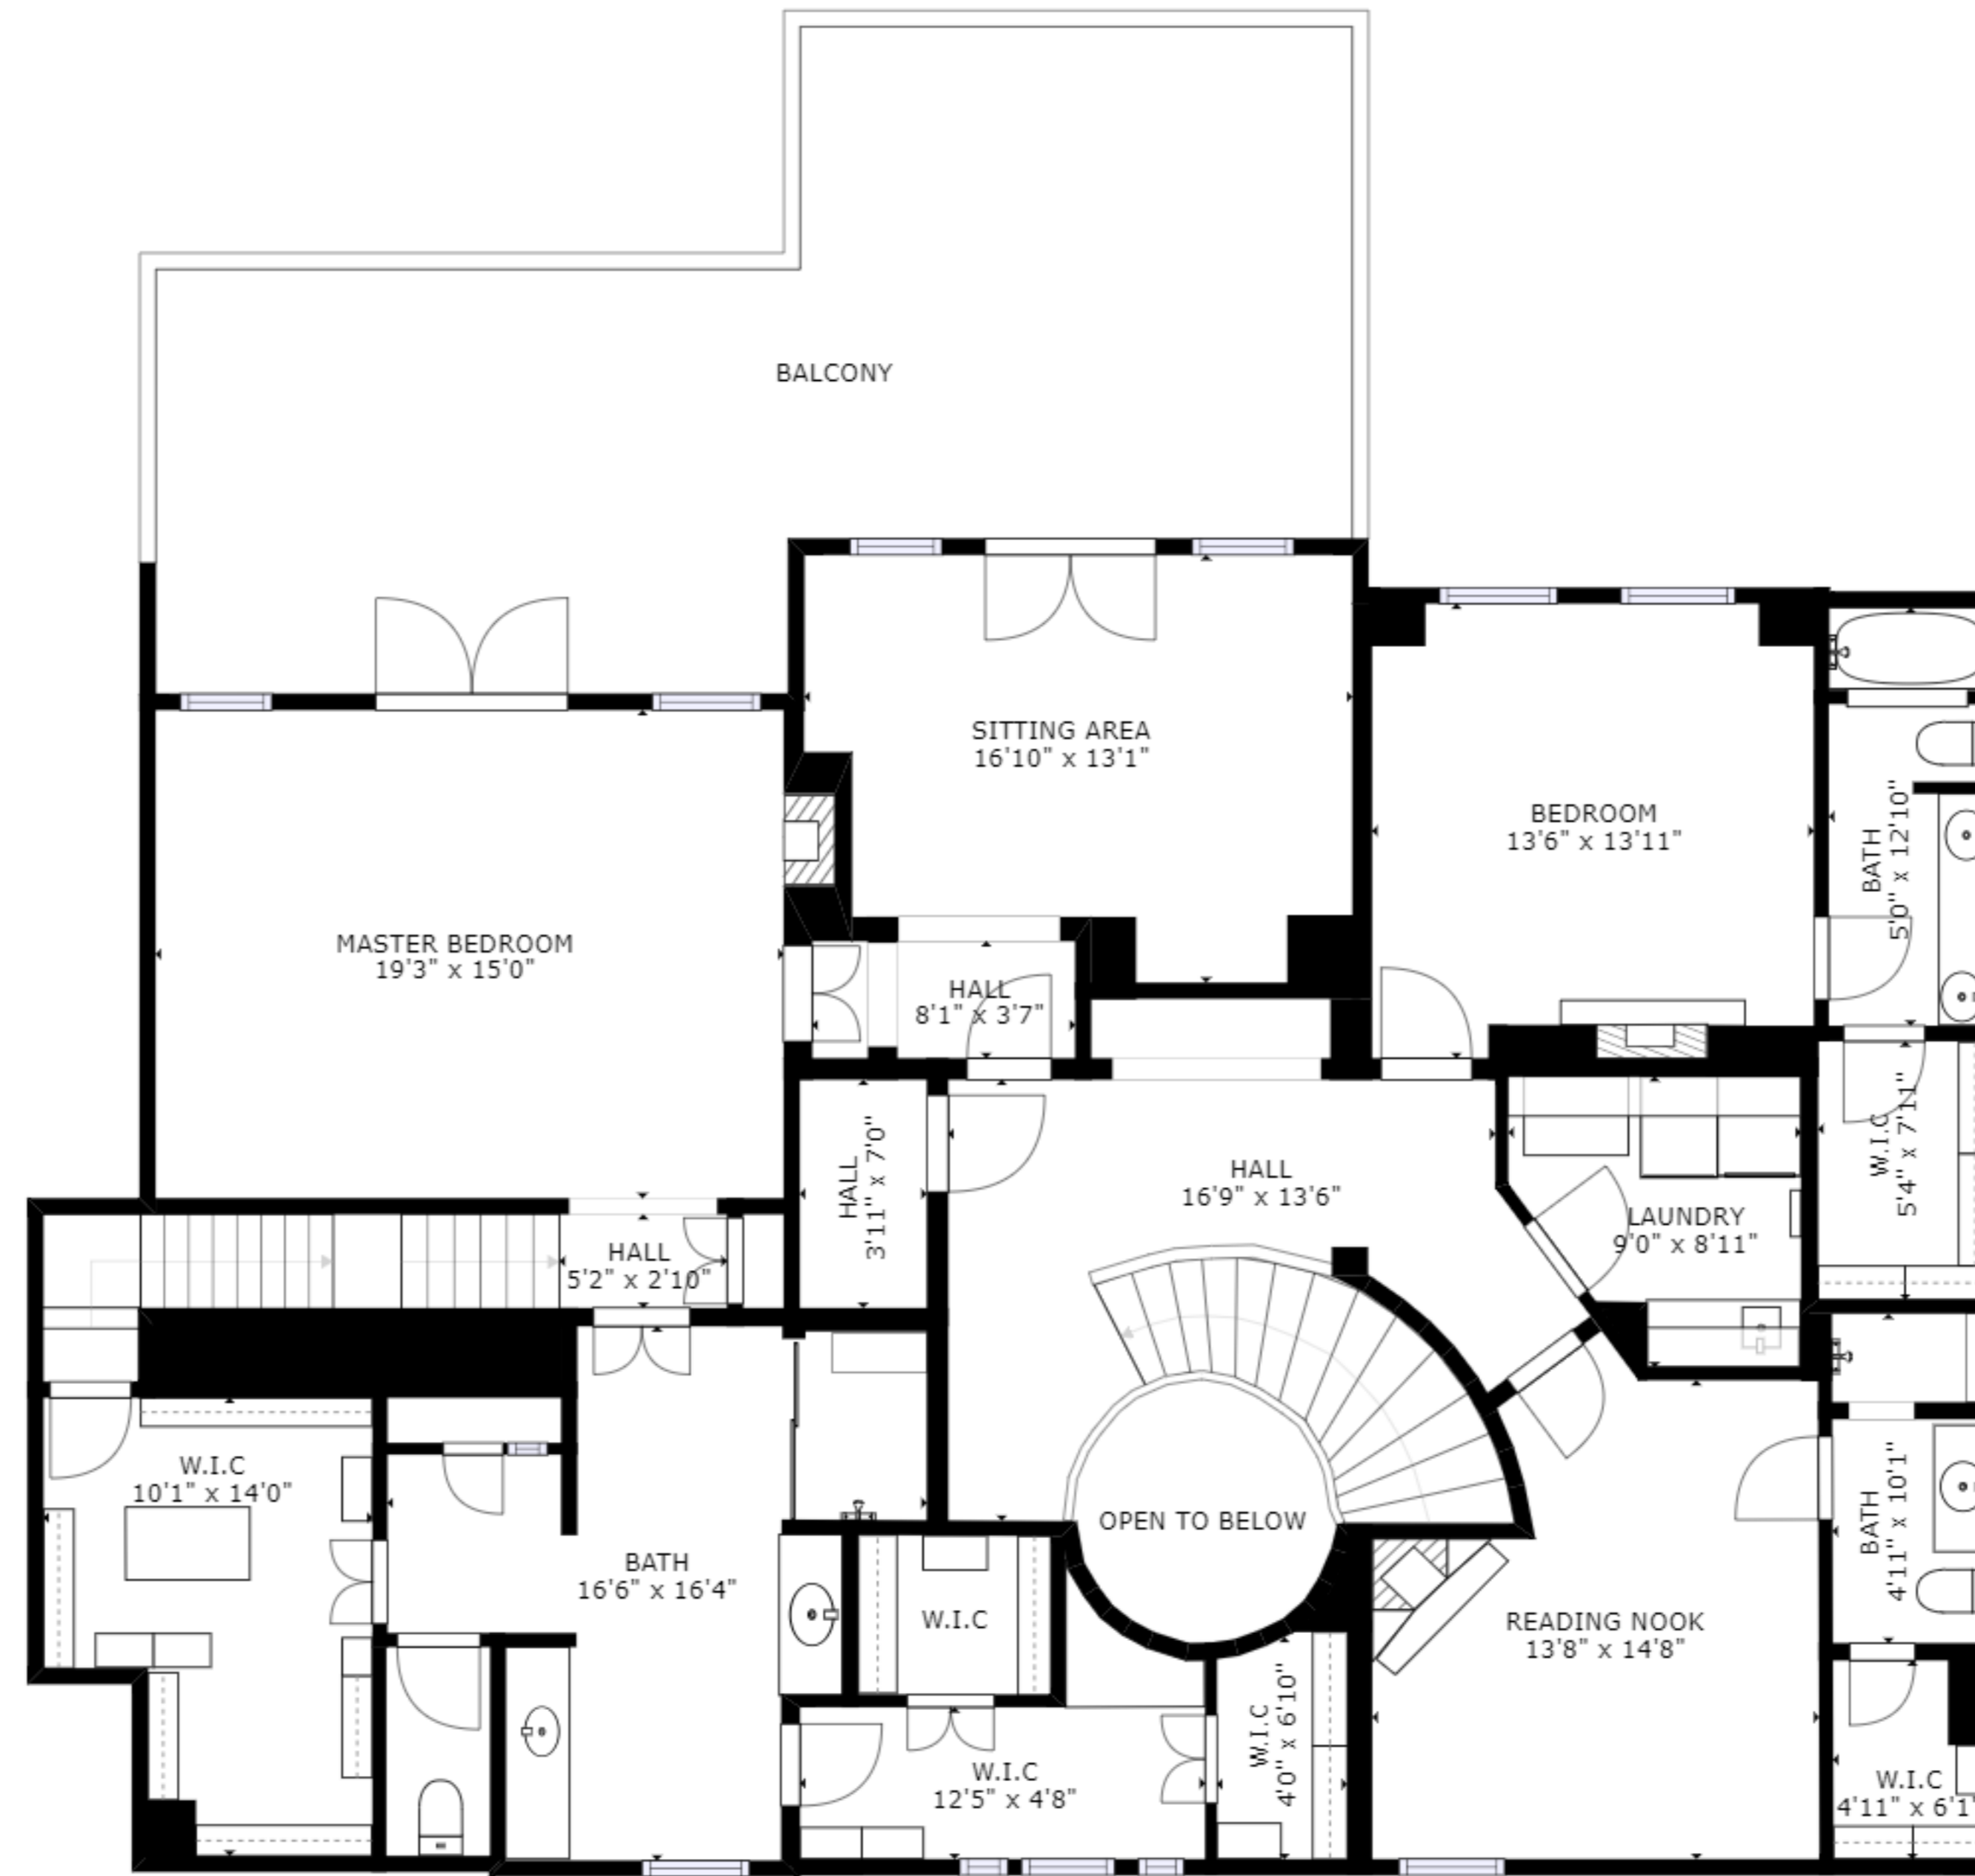 BALCONY
SITTING AREA
16'10" x 13'1"
BEDROOM
13'6" x 13'11"
BATH
5'0" x 12'10"
MASTER BEDROOM
19'3" x 15'0"
HALL
8'1" x 3'7"
HALL
3'11" x 7'0"
HALL
16'9" x 13'6"
W.I.C
5'4" x 7'11"
LAUNDRY
9'0" x 8'11"
HALL
5'2" x 2'10"
W.I.C
10'1" x 14'0"
OPEN TO BELOW
BATH
4'11" x 10'1"
BATH
16'6" x 16'4"
W.I.C
READING NOOK
13'8" x 14'8"
W.I.C
4'0" x 6'10"
W.I.C
12'5" x 4'8"
W.I.C
4'11" x 6'1"